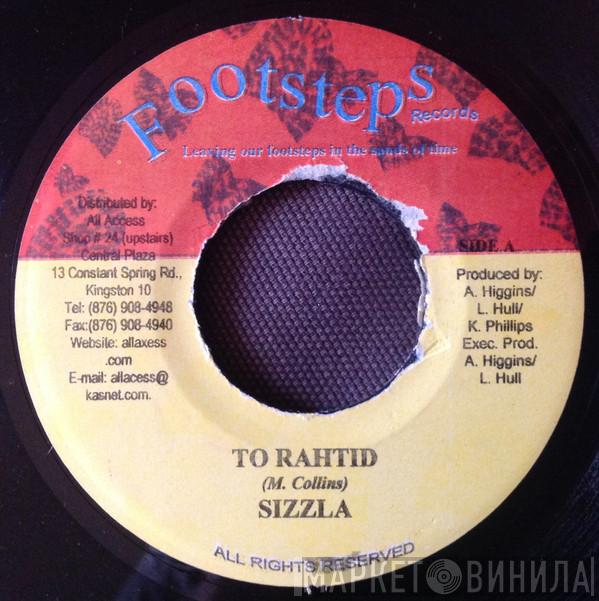 Footsteps
Records
Leaving our footsteps in the sands of time
Distributed by:
All Access
Shop # 24 (upstairs)
Central Plaza
13 Constant Spring Rd.,
Kingston 10
Tel: (876) 908-4948
Fax:(876) 908-4940
Website: allaxess
.com
E-mail: allacess@
kasnet.com.
SIDE A
Produced by:
A. Higgins/
L. Hull/
K. Phillips
Exec. Prod.
A. Higgins/
L. Hull
TO RAHTID
(M. Collins)
SIZZLA
ALL RIGHTS RESERVED
МАРКЕТ ВИНИЛА